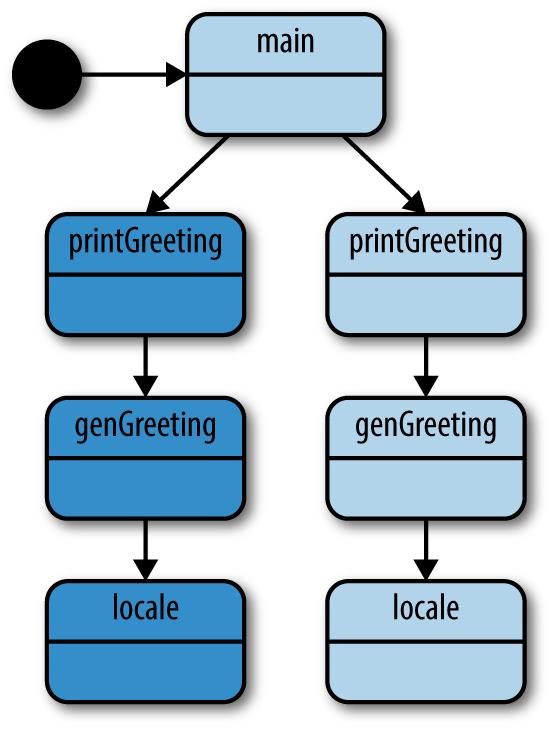 main
printGreeting
printGreeting
genGreeting
genGreeting
locale
locale